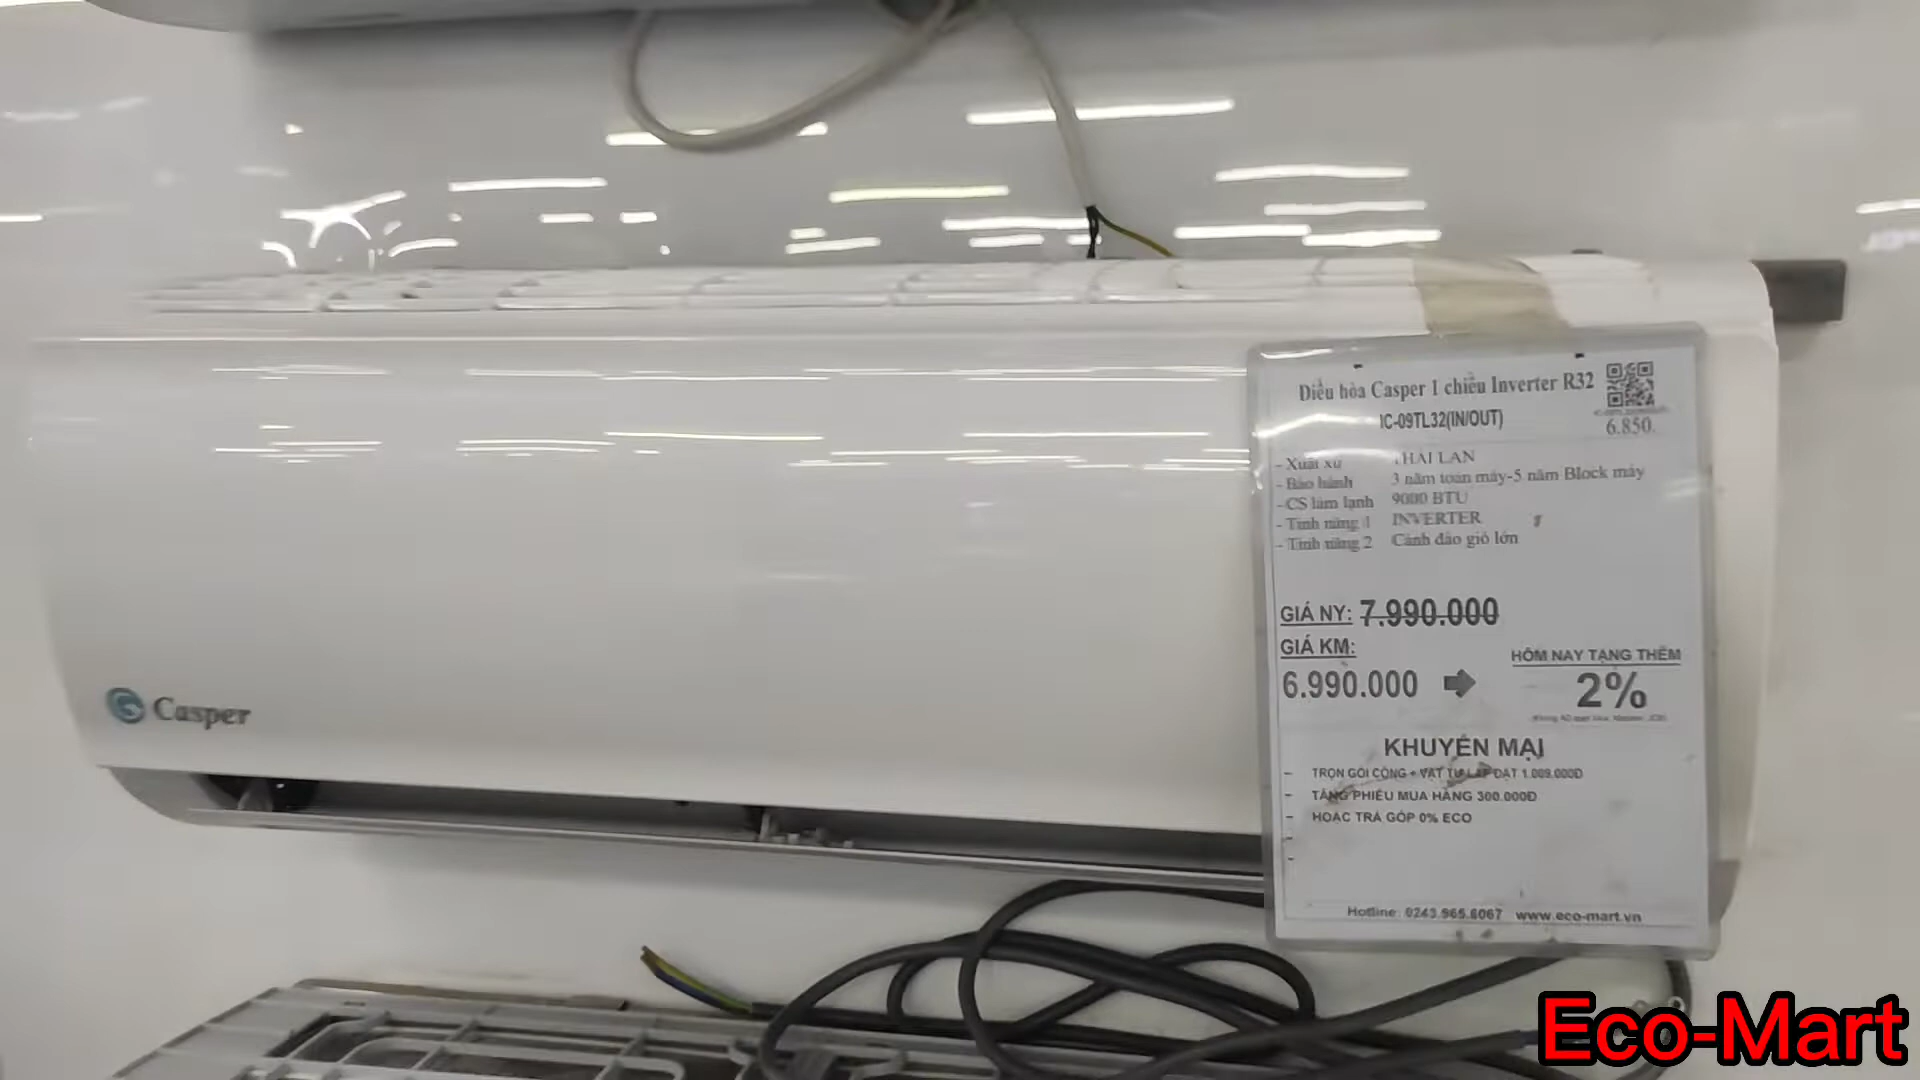 Điều hòa Casper 1 chiều Inverter R32
IC-09TL32(IN/OUT)
6.850.
- Xuất xứ THÁI LAN
- Bảo hành 3 năm toàn máy-5 năm Block máy
- CS làm lạnh 9000 BTU
- Tính năng 1 INVERTER
- Tính năng 2 Cánh đảo gió lớn
GIÁ NY: 7.990.000
GIÁ KM:
6.990.000
HÔM NAY TẶNG THÊM
2%
KHUYẾN MẠI
- TRỌN GÓI CÔNG + VẬT TƯ LẮP ĐẶT 1.009.000Đ
- TẶNG PHIẾU MUA HÀNG 300.000Đ
- HOẶC TRẢ GÓP 0% ECO
Hotline: 0243.965.6067 www.eco-mart.vn
Casper
Eco-Mart